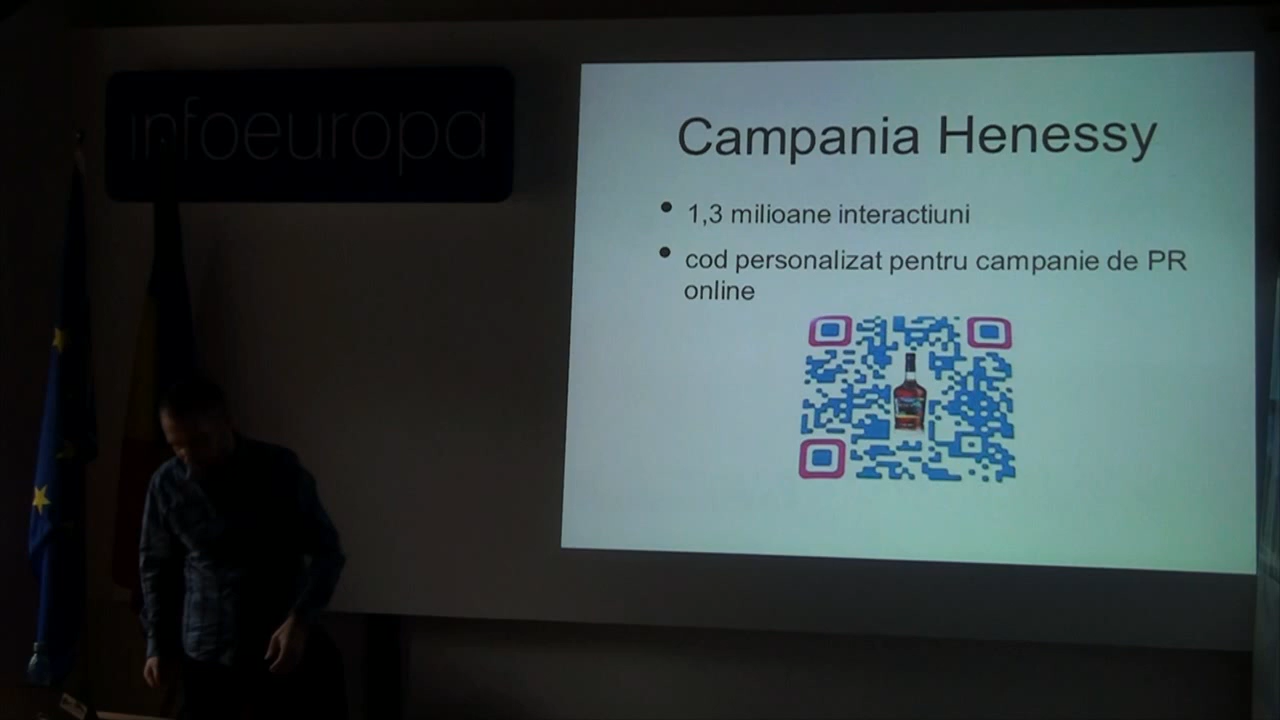 infoeuropa
Campania Henessy
• 1,3 milioane interactiuni
• cod personalizat pentru campanie de PR
online